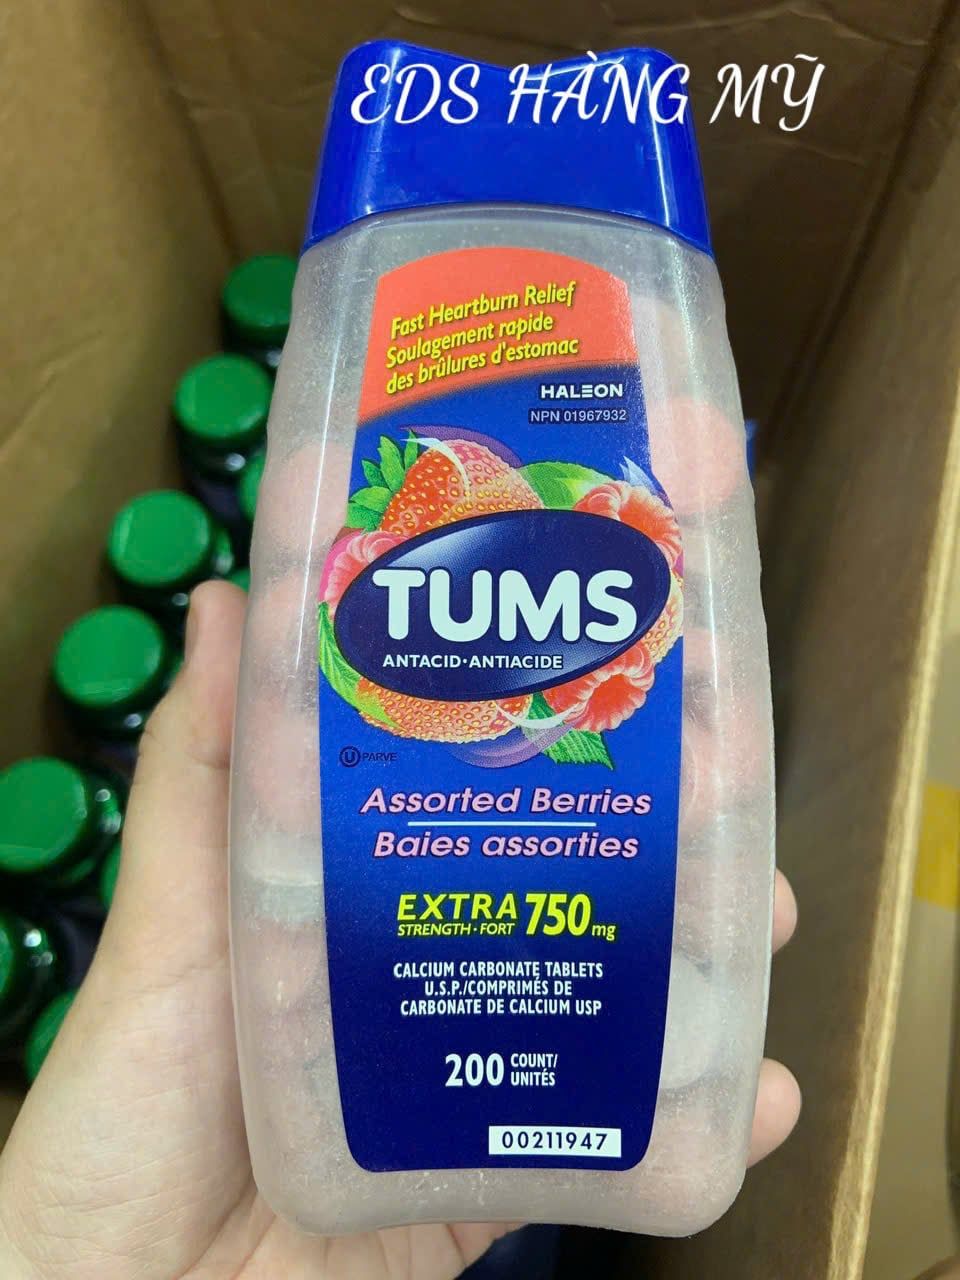 EDS HÀNG MỸ
Fast Heartburn Relief
Soulagement rapide
des brûlures d'estomac
HALEON
NPN 01967932
TUMS
ANTACID·ANTIACIDE
U PARVE
Assorted Berries
Baies assorties
EXTRA 750 mg
STRENGTH·FORT
CALCIUM CARBONATE TABLETS
U.S.P./COMPRIMÉS DE
CARBONATE DE CALCIUM USP
200 COUNT/
UNITÉS
00211947